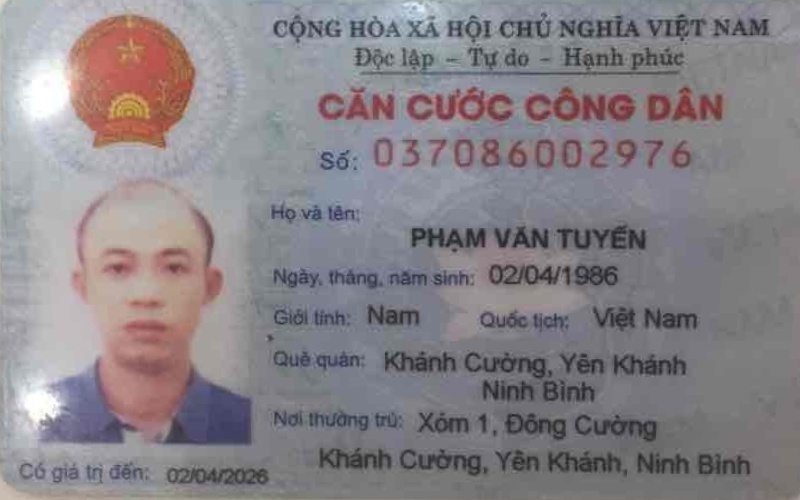 CỘNG HÒA XÃ HỘI CHỦ NGHĨA VIỆT NAM
Độc lập – Tự do – Hạnh phúc
CĂN CƯỚC CÔNG DÂN
Số: 037086002976
Họ và tên:
PHẠM VĂN TUYẾN
Ngày, tháng, năm sinh: 02/04/1986
Giới tính: Nam Quốc tịch: Việt Nam
Quê quán: Khánh Cường, Yên Khánh
Ninh Bình
Nơi thường trú: Xóm 1, Đông Cường
Khánh Cường, Yên Khánh, Ninh Bình
Có giá trị đến: 02/04/2026